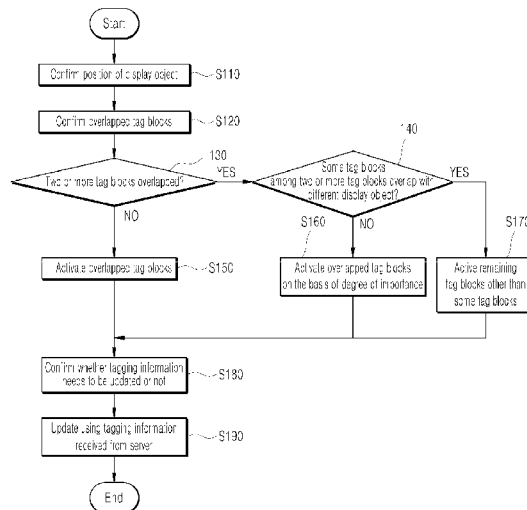 Start
Confirm position of display object
S110
Confirm overlapped tag blocks
S120
130
Two or more tag blocks overlapped?
YES
NO
140
Some tag
blocks
among two or more tag blocks overlap with
different display object?
YES
NO
S150
Activate overlapped tag blocks
S160
Activate overlapped tag blocks
on the basis of degree of importance
S170
Active remaining
tag blocks other than
some tag blocks
Confirm whether tagging information
needs to be updated or not
S180
Update using tagging information
received from server
S190
End